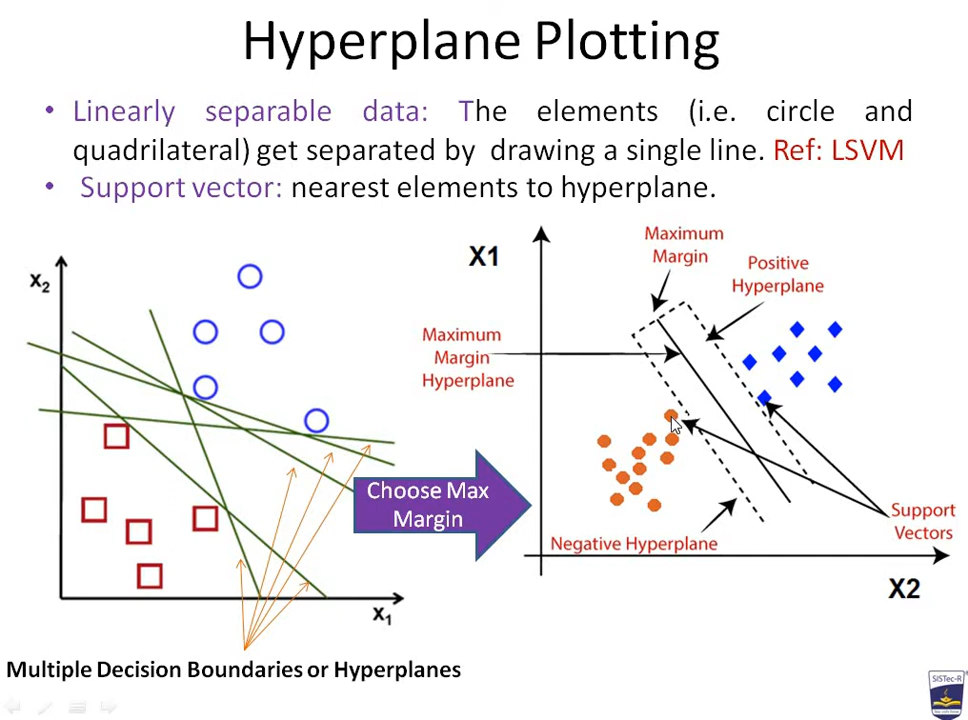 Hyperplane Plotting
• Linearly separable data: The elements (i.e. circle and
quadrilateral) get separated by drawing a single line. Ref: LSVM
• Support vector: nearest elements to hyperplane.
x₂
x₁
Multiple Decision Boundaries or Hyperplanes
Choose Max
Margin
X1
Maximum
Margin
Positive
Hyperplane
Maximum
Margin
Hyperplane
Support
Vectors
Negative Hyperplane
X2
SISTec-R